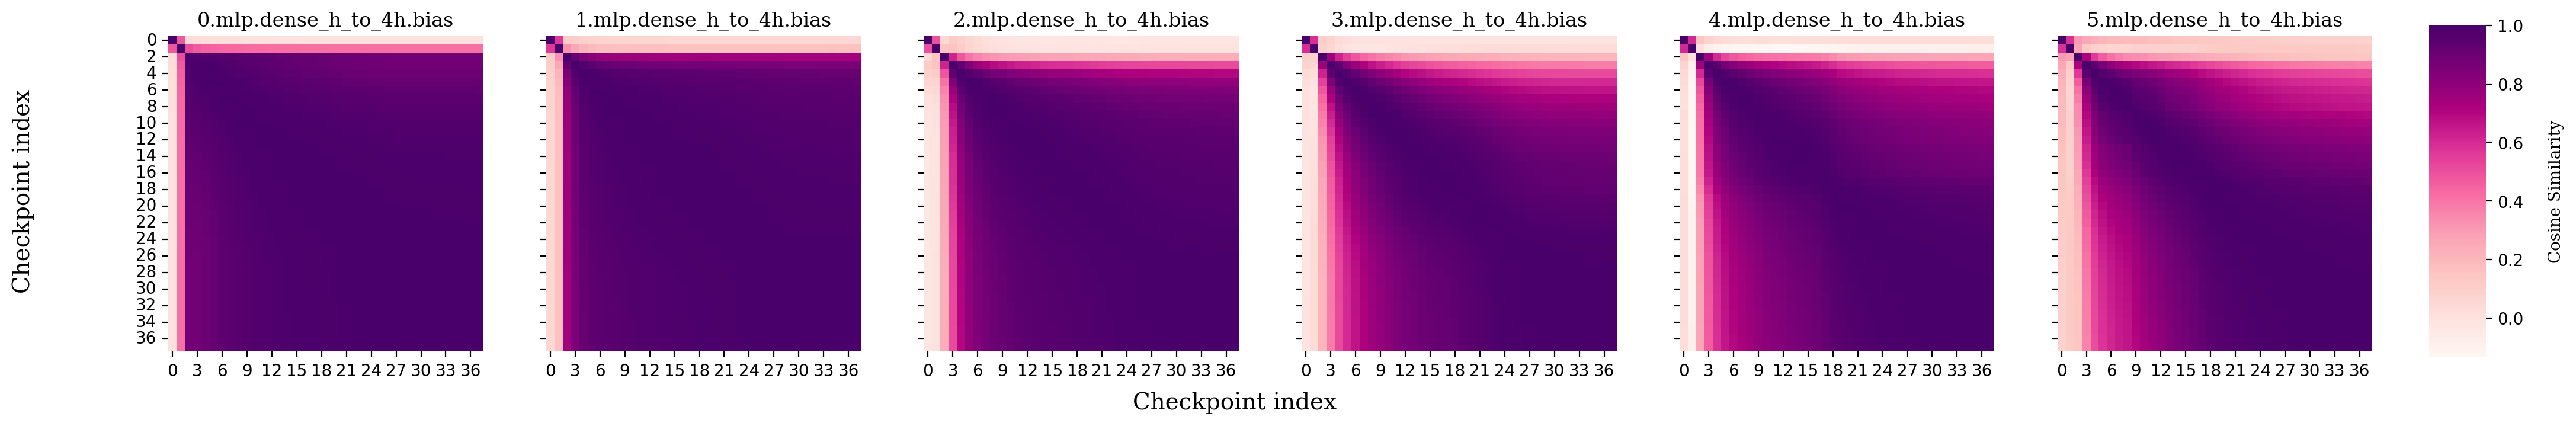 0.mlp.dense_h_to_4h.bias 1.mlp.dense_h_to_4h.bias 2.mlp.dense_h_to_4h.bias 3.mlp.dense_h_to_4h.bias 4.mlp.dense_h_to_4h.bias 5.mlp.dense_h_to_4h.bias
Checkpoint index
0
2
4
6
8
10
12
14
16
18
20
22
24
26
28
30
32
34
36
0 3 6 9 12 15 18 21 24 27 30 33 36
0 3 6 9 12 15 18 21 24 27 30 33 36
0 3 6 9 12 15 18 21 24 27 30 33 36
0 3 6 9 12 15 18 21 24 27 30 33 36
0 3 6 9 12 15 18 21 24 27 30 33 36
0 3 6 9 12 15 18 21 24 27 30 33 36
Checkpoint index
1.0
0.8
0.6
0.4
0.2
0.0
Cosine Similarity